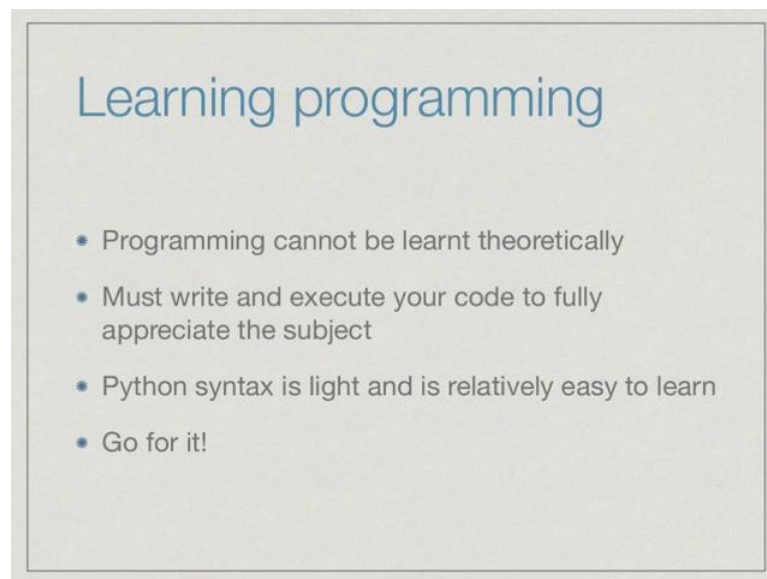 Learning programming
Programming cannot be learnt theoretically
Must write and execute your code to fully
appreciate the subject
Python syntax is light and is relatively easy to learn
Go for it!